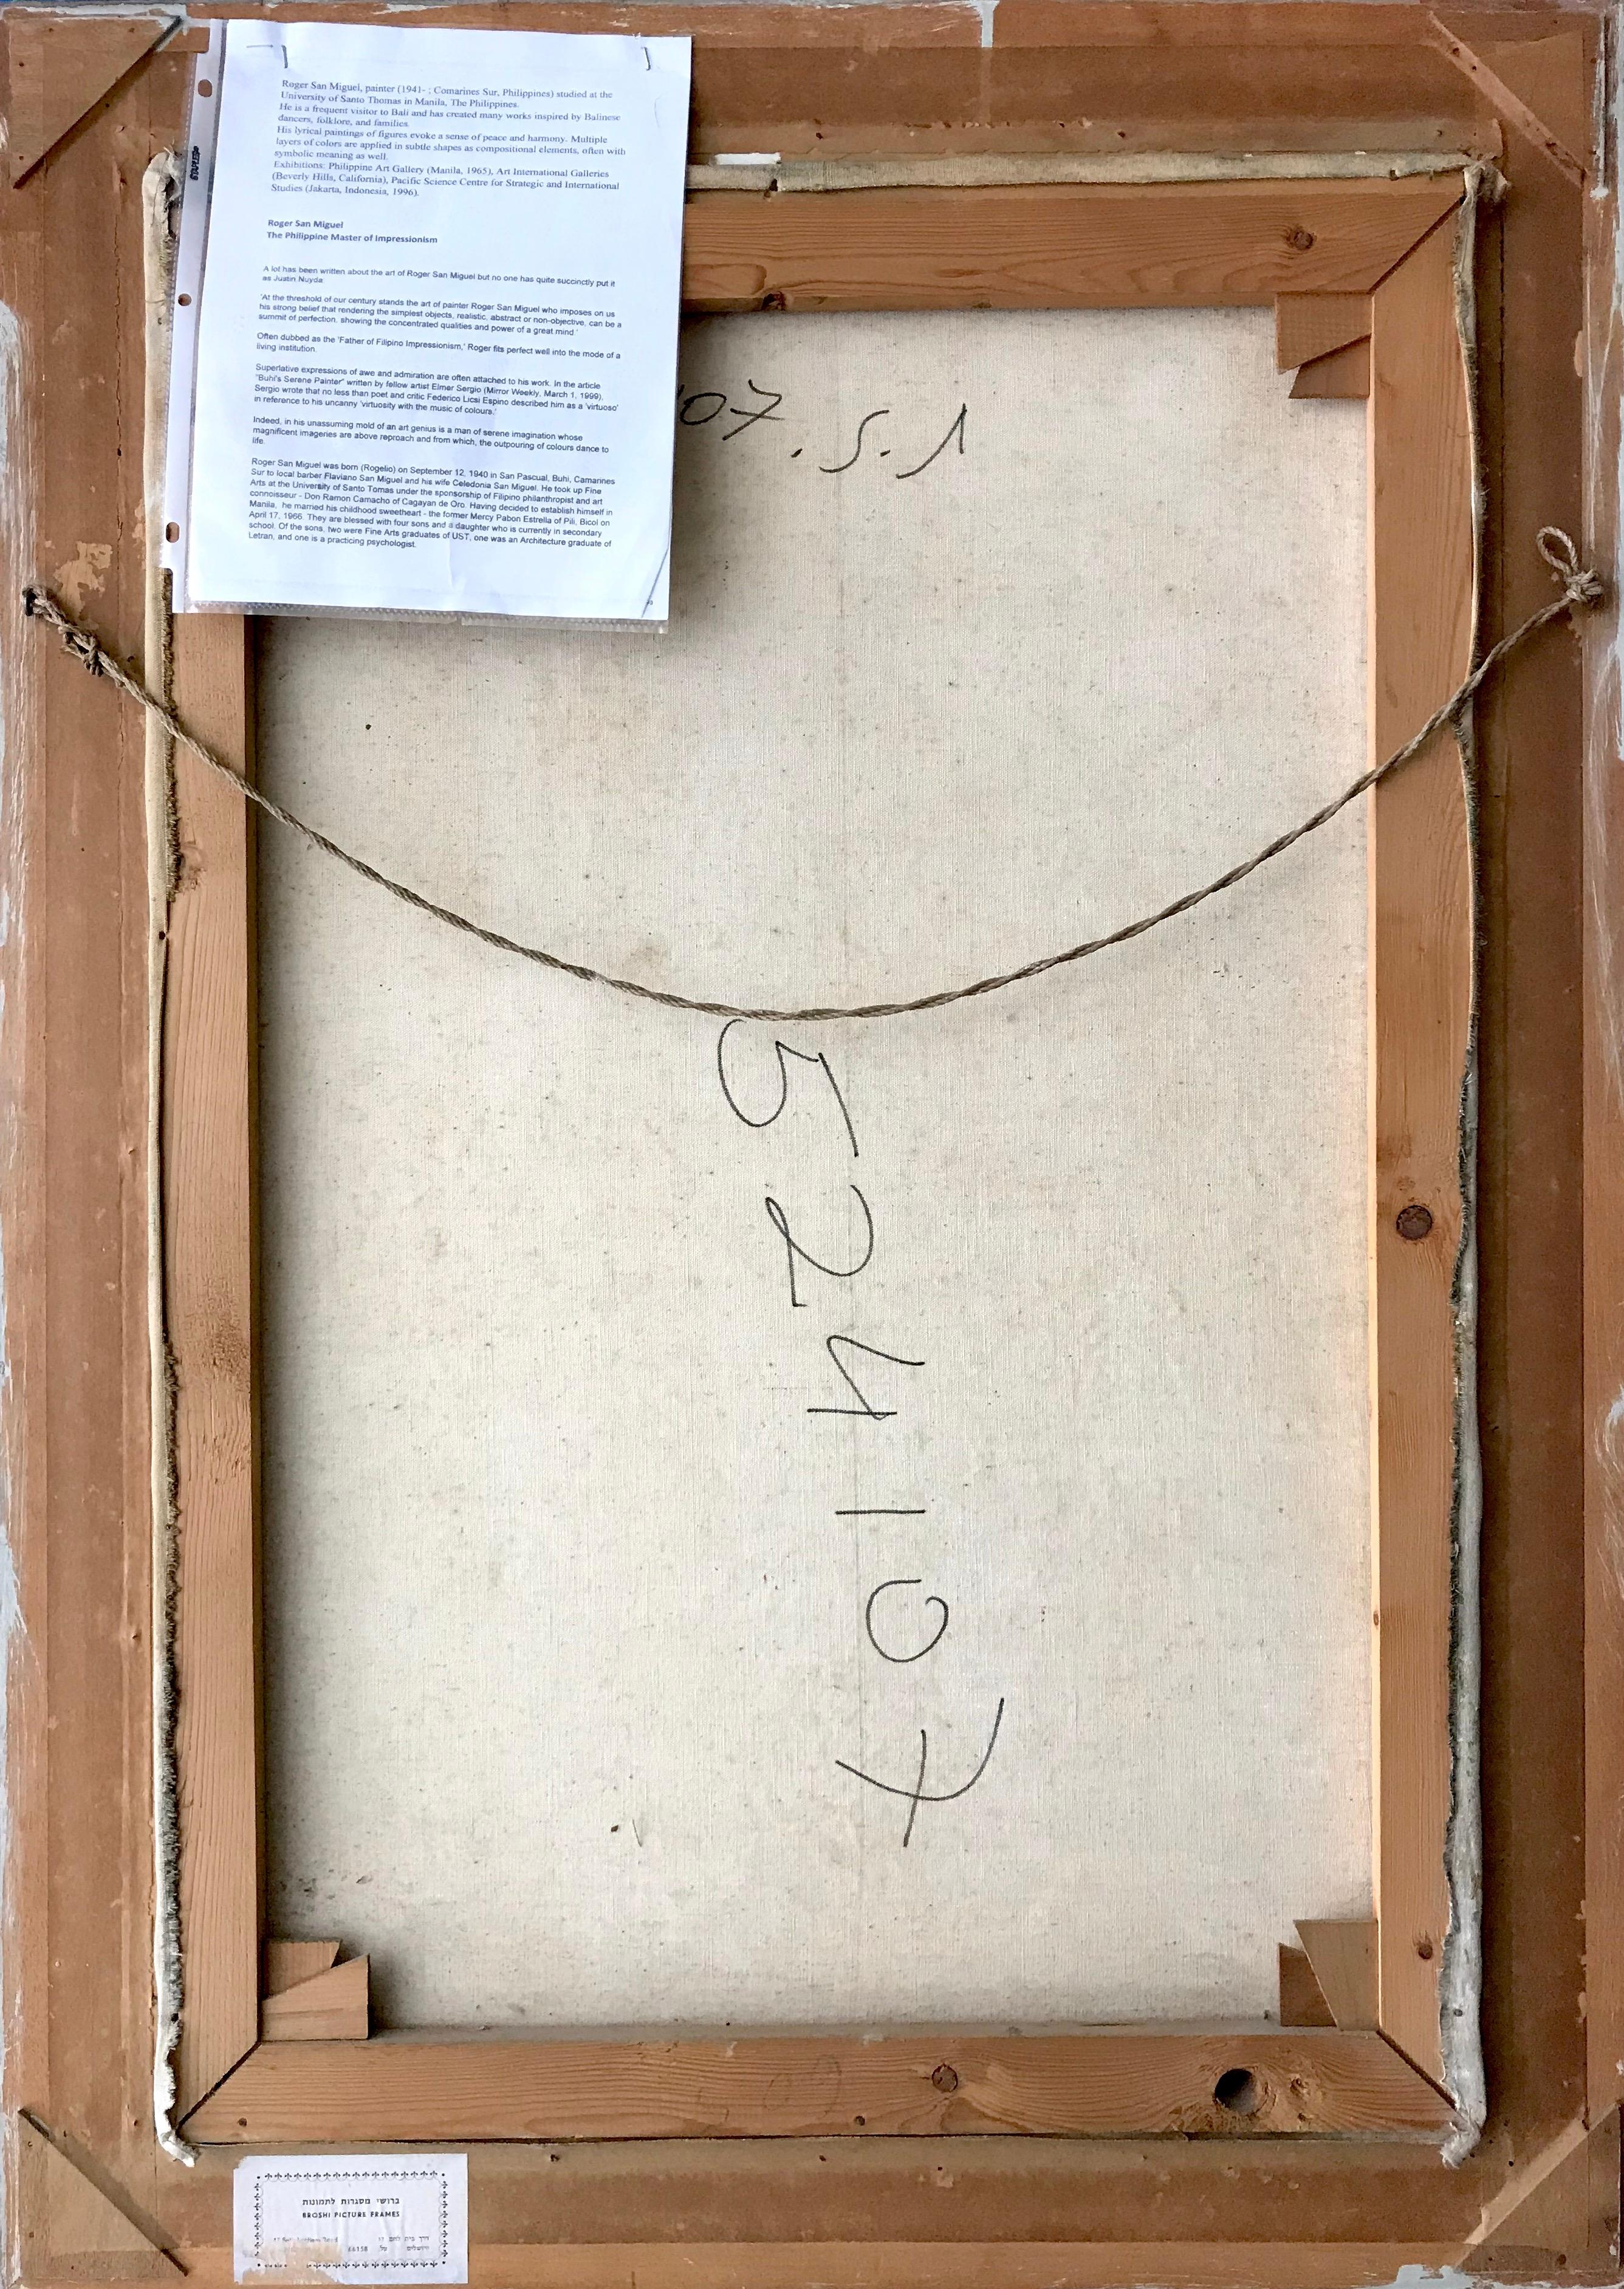 Roger San Miguel, painter (1941- ; Comarines Sur, Philippines) studied at the
University of Santo Thomas in Manila, The Philippines.
He is a frequent visitor to Bali and has created many works inspired by Balinese
dancers, folklore, and families.
His lyrical paintings of figures evoke a sense of peace and harmony. Multiple
layers of colors are applied in subtle shapes as compositional elements, often with
symbolic meaning as well.
Exhibitions: Philippine Art Gallery (Manila, 1965), Art International Galleries
(Beverly Hills, California), Pacific Science Centre for Strategic and International
Studies (Jakarta, Indonesia, 1996).
Roger San Miguel
The Philippine Master of Impressionism
A lot has been written about the art of Roger San Miguel but no one has quite succinctly put it
as Justin Nuyda:
'At the threshold of our century stands the art of painter Roger San Miguel who imposes on us
his strong belief that rendering the simplest objects, realistic, abstract or non-objective, can be a
summit of perfection, showing the concentrated qualities and power of a great mind.'
Often dubbed as the 'Father of Filipino Impressionism,' Roger fits perfect well into the mode of a
living institution.
Superlative expressions of awe and admiration are often attached to his work. In the article
"Buhi's Serene Painter" written by fellow artist Elmer Sergio (Mirror Weekly, March 1, 1999),
Sergio wrote that no less than poet and critic Federico Licsi Espino described him as a 'virtuoso'
in reference to his uncanny 'virtuosity with the music of colours.'
Indeed, in his unassuming mold of an art genius is a man of serene imagination whose
magnificent imageries are above reproach and from which, the outpouring of colours dance to
life.
Roger San Miguel was born (Rogelio) on September 12, 1940 in San Pascual, Buhi, Camarines
Sur to local barber Flaviano San Miguel and his wife Celedonia San Miguel. He took up Fine
Arts at the University of Santo Tomas under the sponsorship of Filipino philanthropist and art
connoisseur - Don Ramon Camacho of Cagayan de Oro. Having decided to establish himself in
Manila, he married his childhood sweetheart - the former Mercy Pabon Estrella of Pili, Bicol on
April 17, 1966. They are blessed with four sons and a daughter who is currently in secondary
school. Of the sons, two were Fine Arts graduates of UST, one was an Architecture graduate of
Letran, and one is a practicing psychologist.
524107
ברושי מסגרות לתמונות
BROSHI PICTURE FRAMES
דרך בית לחם 17
ירושלים טל. 66158